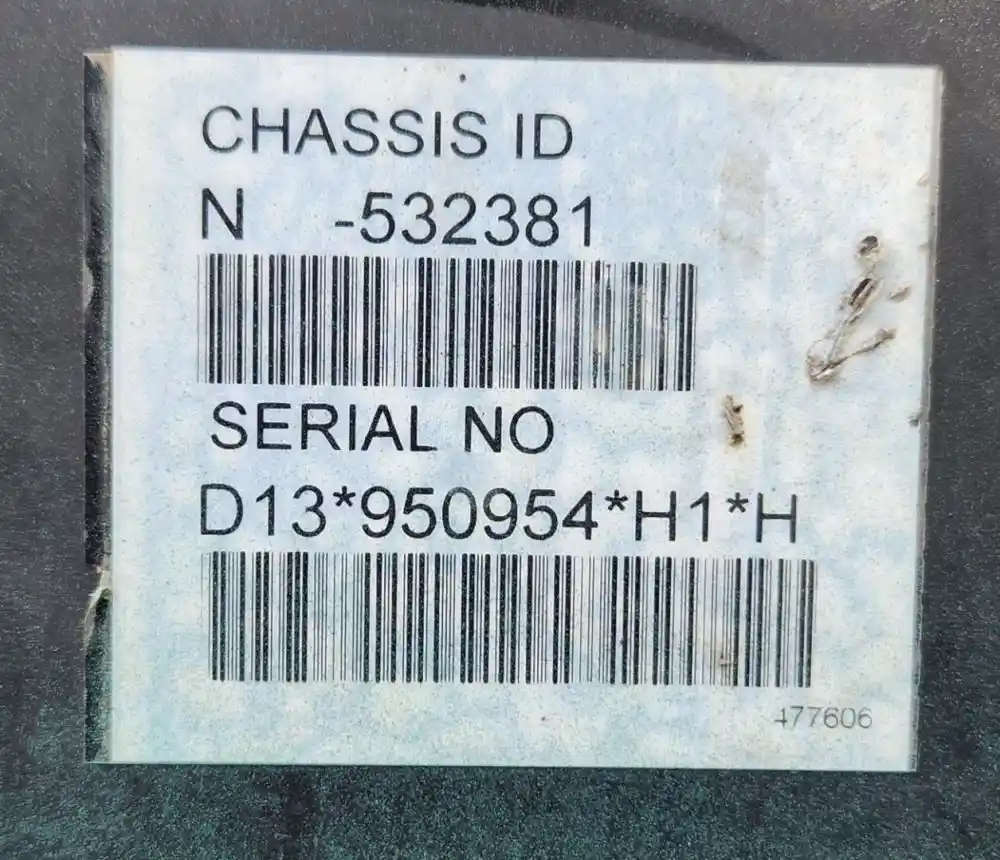 CHASSIS ID
N -532381
SERIAL NO
D13*950954*H1*H
477606